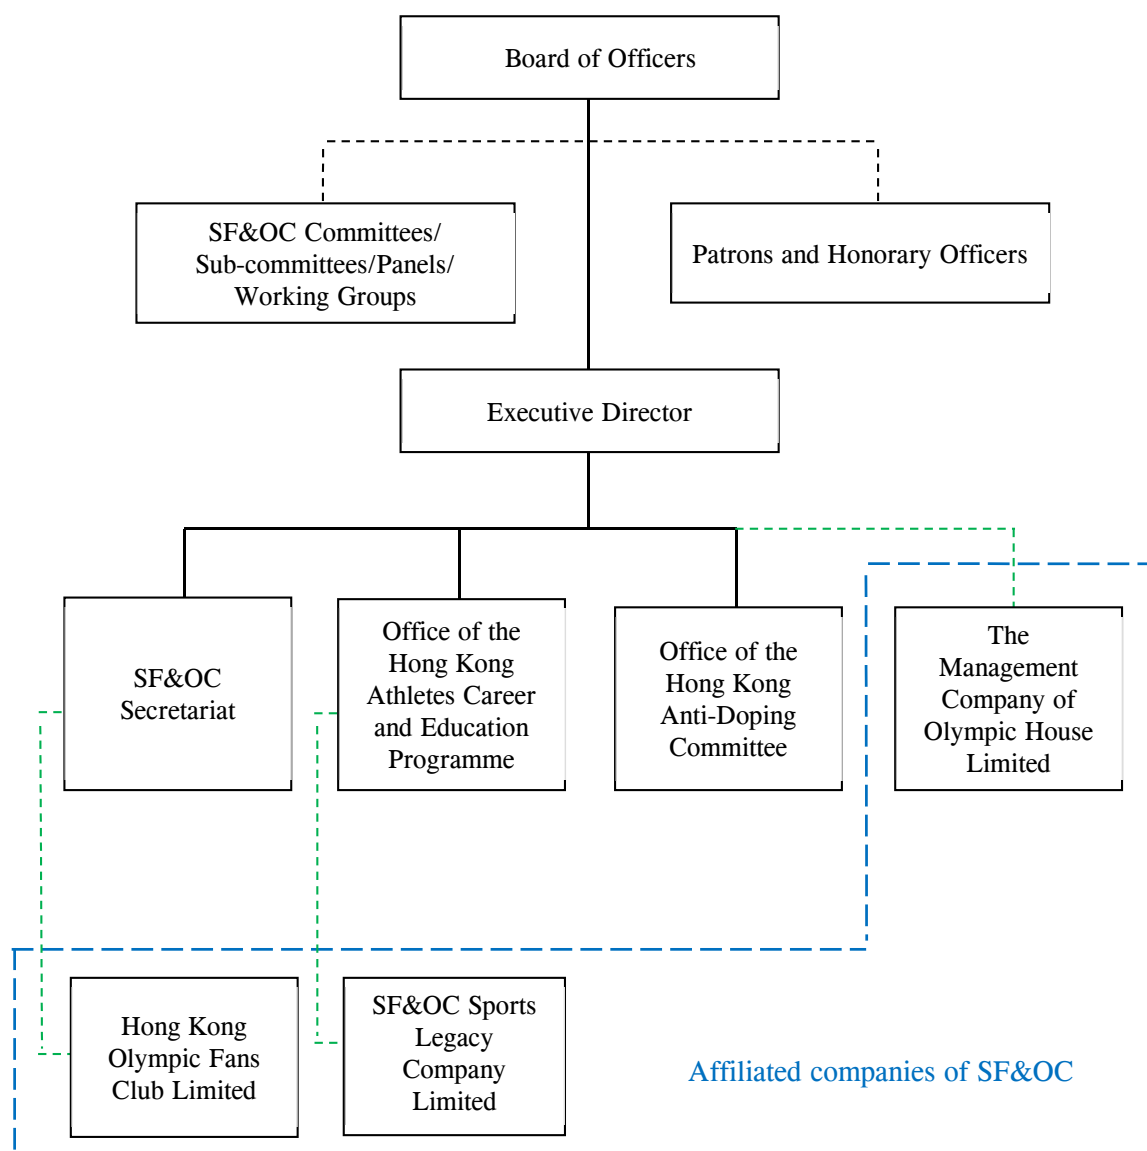 Board of Officers
SF&OC Committees/
Sub-committees/Panels/
Working Groups
Patrons and Honorary Officers
Executive Director
SF&OC
Secretariat
Office of the
Hong Kong
Athletes Career
and Education
Programme
Office of the
Hong Kong
Anti-Doping
Committee
The
Management
Company of
Olympic House
Limited
Hong Kong
Olympic Fans
Club Limited
SF&OC Sports
Legacy
Company
Limited
Affiliated companies of SF&OC